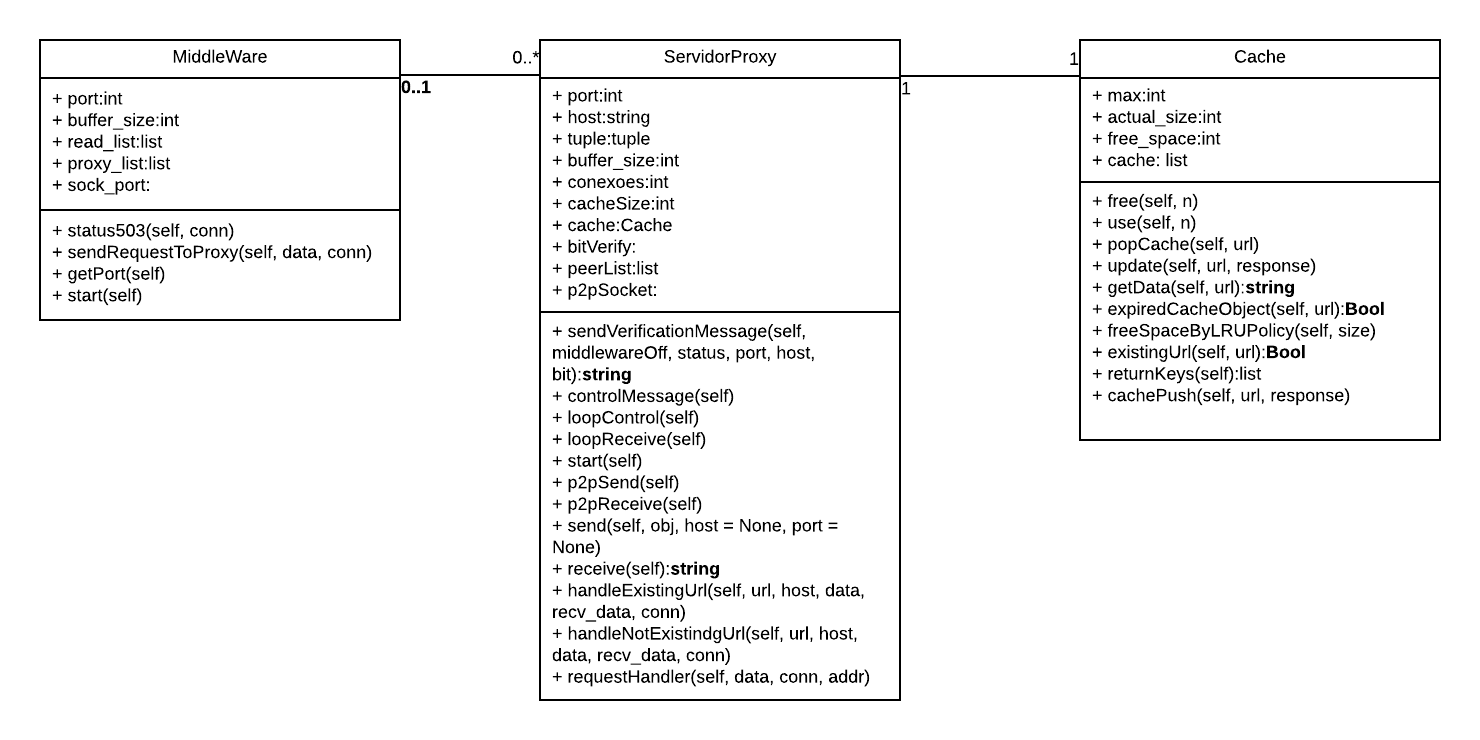 MiddleWare
+ port:int
+ buffer_size:int
+ read_list:list
+ proxy_list:list
+ sock_port:
+ status503(self, conn)
+ sendRequestToProxy(self, data, conn)
+ getPort(self)
+ start(self)
0..1
0..*
ServidorProxy
+ port:int
+ host:string
+ tuple:tuple
+ buffer_size:int
+ conexoes:int
+ cacheSize:int
+ cache:Cache
+ bitVerify:
+ peerList:list
+ p2pSocket:
+ sendVerificationMessage(self,
middlewareOff, status, port, host,
bit):string
+ controlMessage(self)
+ loopControl(self)
+ loopReceive(self)
+ start(self)
+ p2pSend(self)
+ p2pReceive(self)
+ send(self, obj, host = None, port =
None)
+ receive(self):string
+ handleExistingUrl(self, url, host, data,
recv_data, conn)
+ handleNotExistindgUrl(self, url, host,
data, recv_data, conn)
+ requestHandler(self, data, conn, addr)
1
1
Cache
+ max:int
+ actual_size:int
+ free_space:int
+ cache: list
+ free(self, n)
+ use(self, n)
+ popCache(self, url)
+ update(self, url, response)
+ getData(self, url):string
+ expiredCacheObject(self, url):Bool
+ freeSpaceByLRUPolicy(self, size)
+ existingUrl(self, url):Bool
+ returnKeys(self):list
+ cachePush(self, url, response)